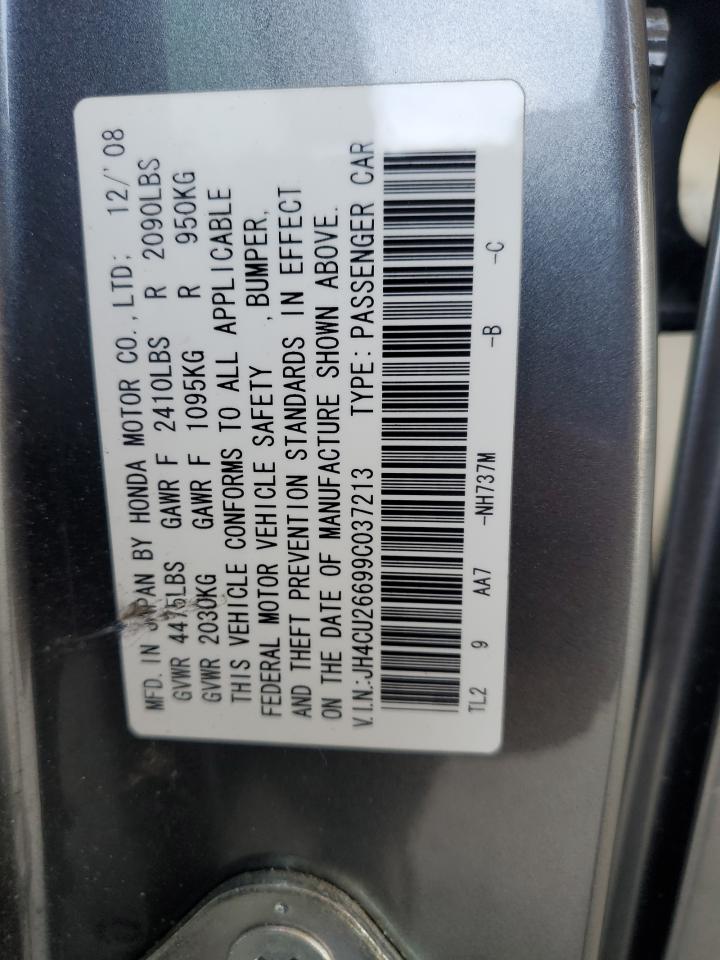 MFD. IN JAPAN BY HONDA MOTOR CO., LTD; 12/'08
GVWR 4475LBS GAWR F 2410LBS R 2090LBS
GVWR 2030KG GAWR F 1095KG R 950KG
THIS VEHICLE CONFORMS TO ALL APPLICABLE
FEDERAL MOTOR VEHICLE SAFETY , BUMPER,
AND THEFT PREVENTION STANDARDS IN EFFECT
ON THE DATE OF MANUFACTURE SHOWN ABOVE.
V.I.N.:JH4CU26699C037213 TYPE: PASSENGER CAR
TL2 9 AA7 -NH737M -B -C